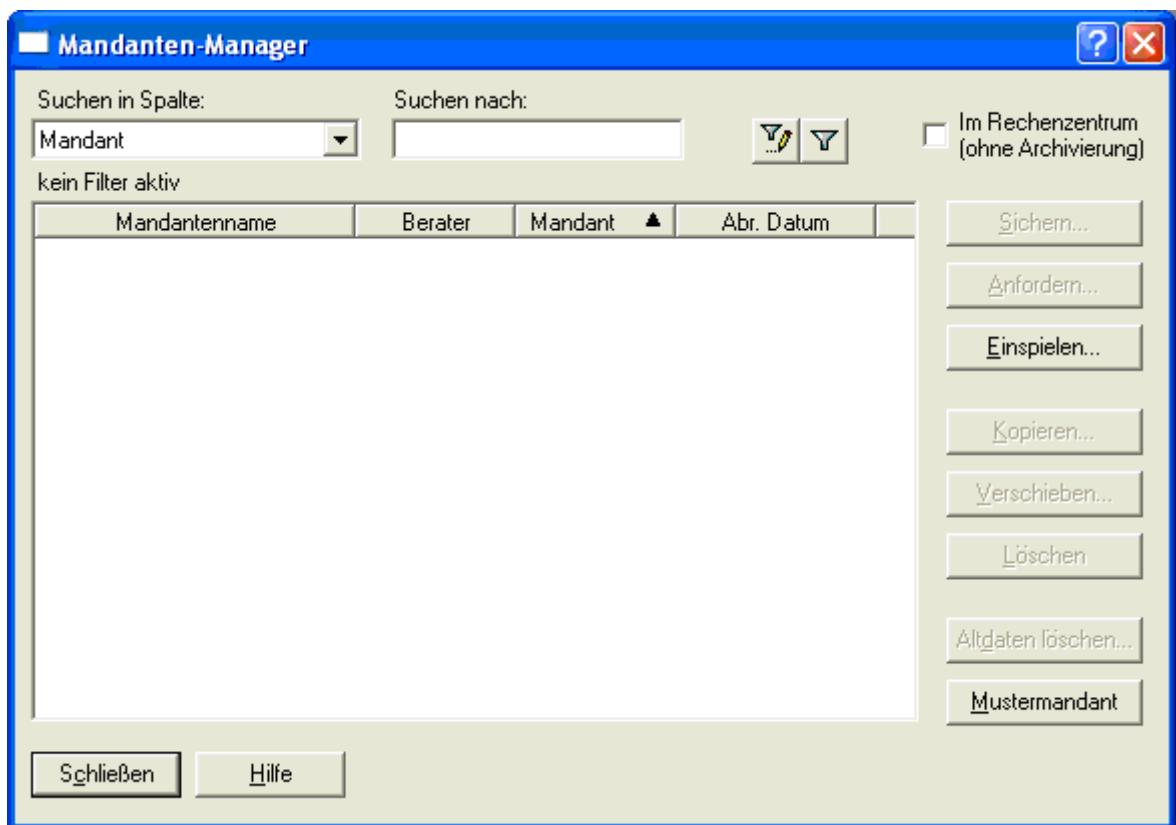 Mandanten-Manager
Suchen in Spalte:
Suchen nach:
Mandant
Im Rechenzentrum
(ohne Archivierung)
kein Filter aktiv
Mandantenname Berater Mandant Abr. Datum
Sichern...
Anfordern...
Einspielen...
Kopieren...
Verschieben...
Löschen
Altdaten löschen...
Mustermandant
Schließen
Hilfe